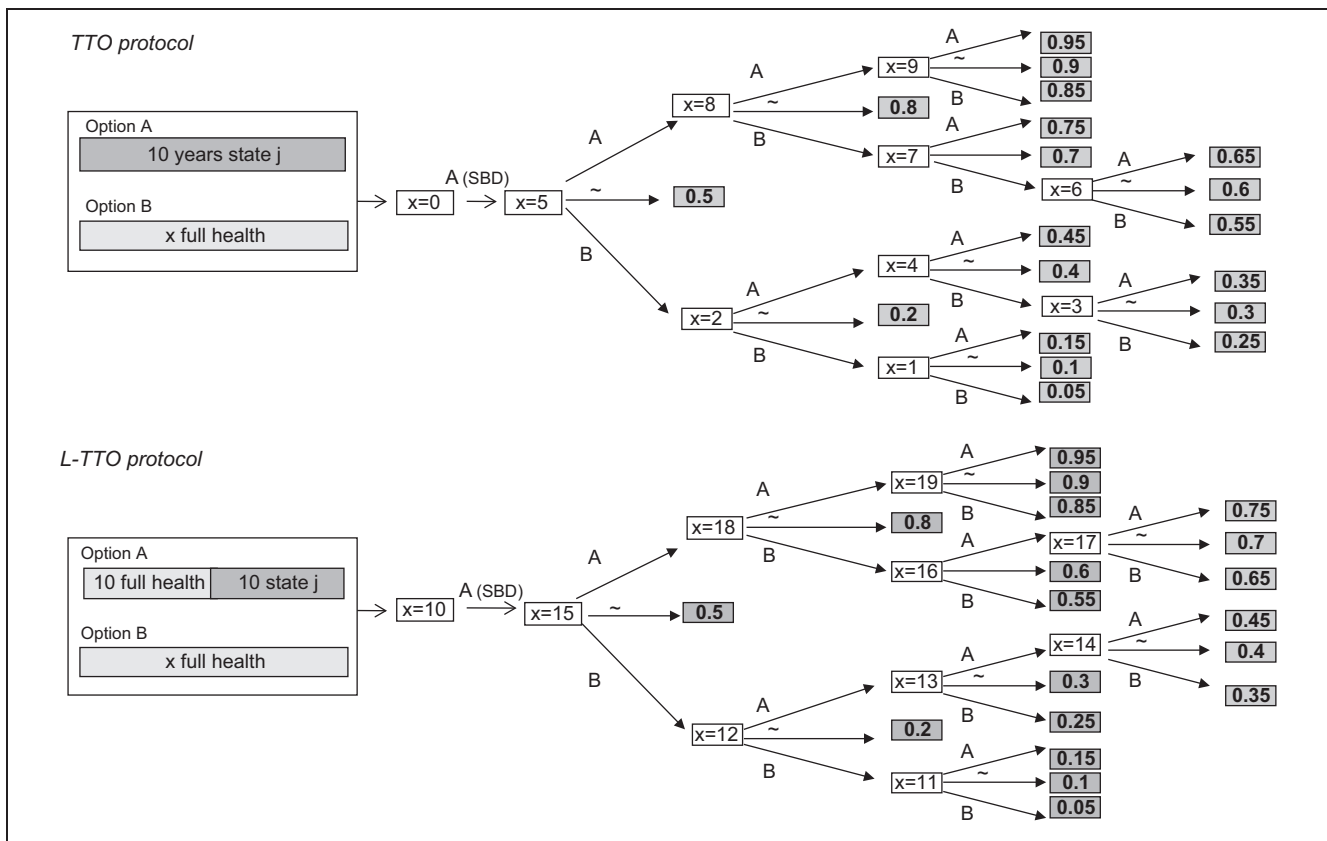 TTO protocol
Option A
10 years state j
Option B
x full health
x=0
A (SBD)
x=5
A
~
B
0.5
x=8
A
~
B
0.8
x=9
A
~
B
0.95
0.9
0.85
x=7
A
~
B
0.75
0.7
x=6
A
~
B
0.65
0.6
0.55
x=2
A
~
B
0.2
x=4
A
~
B
0.45
0.4
x=3
A
~
B
0.35
0.3
0.25
x=1
A
~
B
0.15
0.1
0.05
L-TTO protocol
Option A
10 full health
10 state j
Option B
x full health
x=10
A (SBD)
x=15
A
~
B
0.5
x=18
A
~
B
0.8
x=19
A
~
B
0.95
0.9
0.85
x=16
A
~
B
x=17
A
~
B
0.75
0.7
0.65
0.6
0.55
x=12
A
~
B
0.2
x=13
A
~
B
x=14
A
~
B
0.45
0.4
0.35
0.3
0.25
x=11
A
~
B
0.15
0.1
0.05